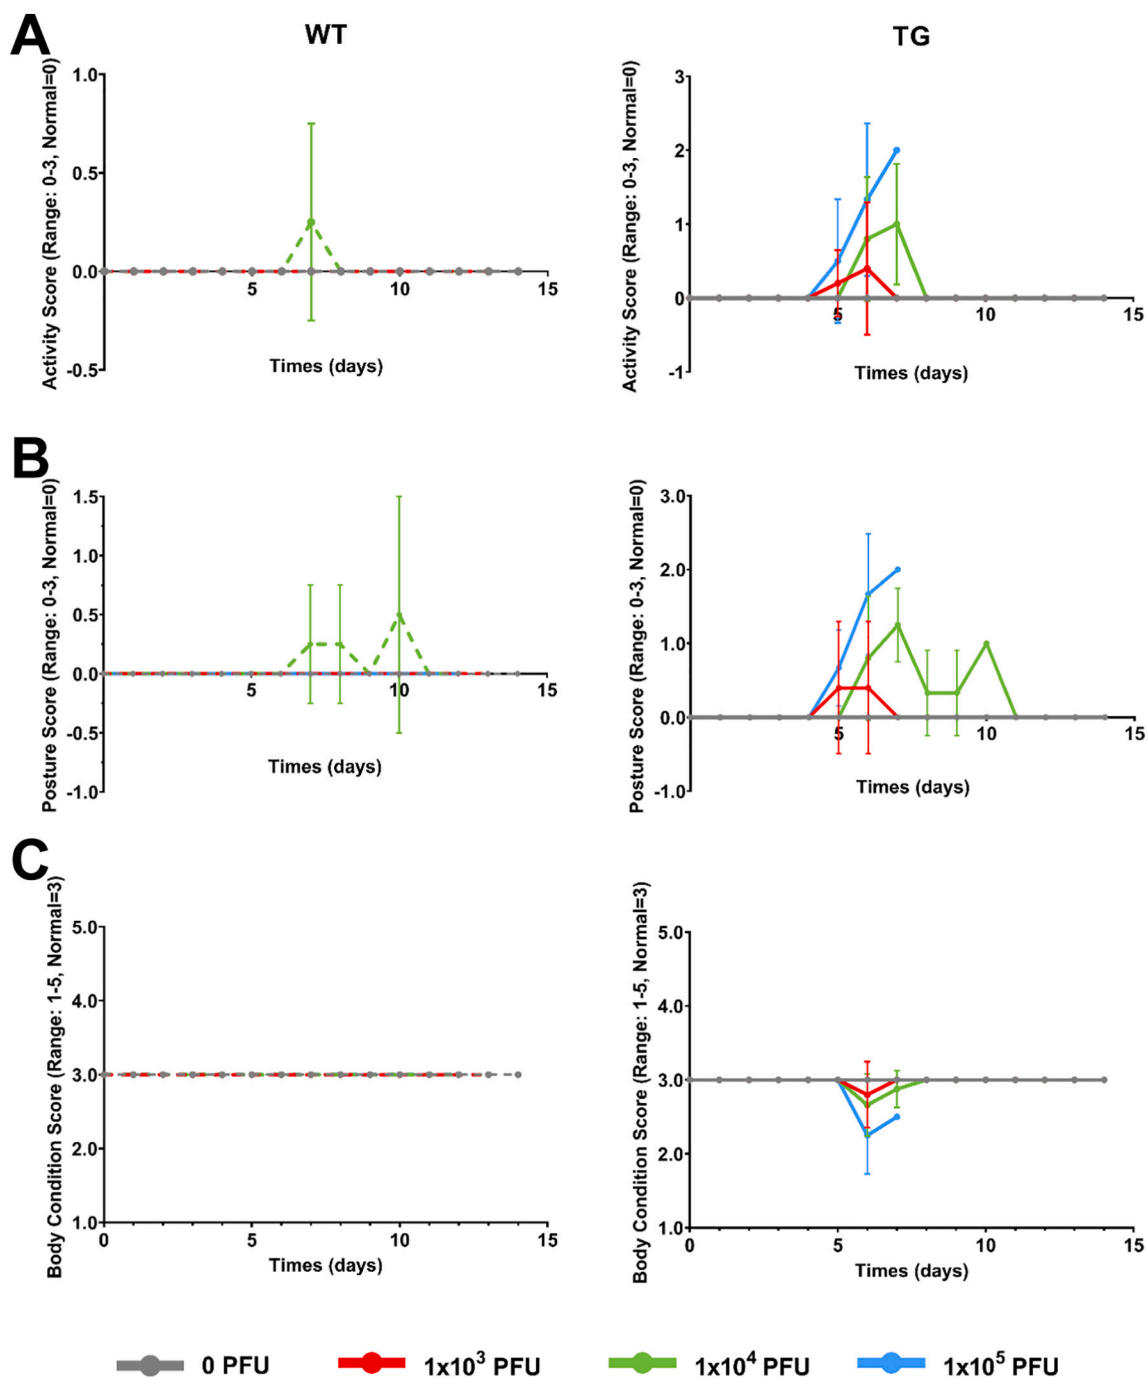 A
WT
TG
Activity Score (Range: 0-3, Normal=0)
1.0
0.5
0.0
-0.5
5
10
15
Times (days)
Activity Score (Range: 0-3, Normal=0)
3
2
1
0
-1
5
10
15
Times (days)
B
Posture Score (Range: 0-3, Normal=0)
1.5
1.0
0.5
0.0
-0.5
-1.0
5
10
15
Times (days)
Posture Score (Range: 0-3, Normal=0)
3.0
2.0
1.0
0.0
-1.0
5
10
15
Times (days)
C
Body Condition Score (Range: 1-5, Normal=3)
5.0
4.0
3.0
2.0
1.0
0
5
10
15
Times (days)
Body Condition Score (Range: 1-5, Normal=3)
5.0
4.0
3.0
2.0
1.0
0
5
10
15
Times (days)
0 PFU
1x10³ PFU
1x10⁴ PFU
1x10⁵ PFU